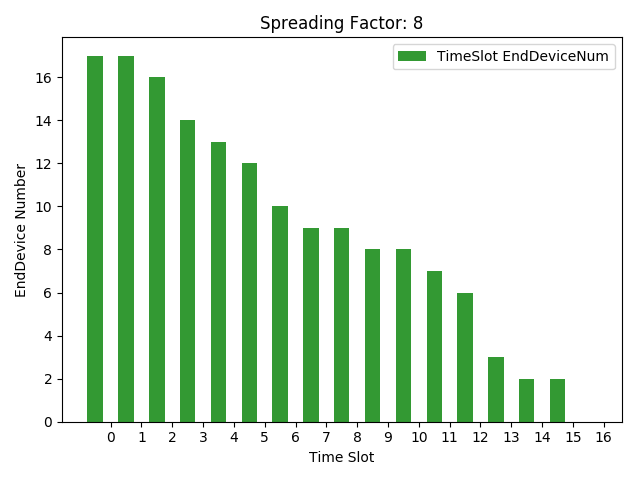 Spreading Factor: 8
TimeSlot EndDeviceNum
EndDevice Number
16
14
12
10
8
6
4
2
0
0 1 2 3 4 5 6 7 8 9 10 11 12 13 14 15 16
Time Slot